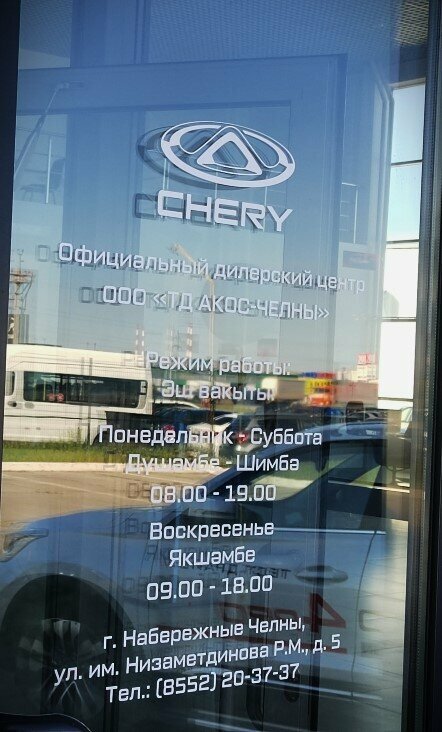 CHERY
Официальный дилерский центр
ООО «ТД АКОС-ЧЕЛНЫ»
Режим работы:
Эш вакыты:
Понедельник - Суббота
Душәмбе - Шимбә
08.00 - 19.00
Воскресенье
Якшәмбе
09.00 - 18.00
г. Набережные Челны,
ул. им. Низаметдинова Р.М., д. 5
Тел.: (8552) 20-37-37